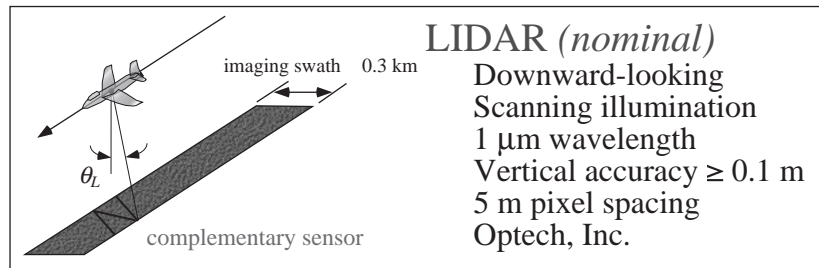 LIDAR (nominal)
imaging swath 0.3 km
Downward-looking
Scanning illumination
1 μm wavelength
Vertical accuracy ≥ 0.1 m
5 m pixel spacing
Optech, Inc.
θL
complementary sensor